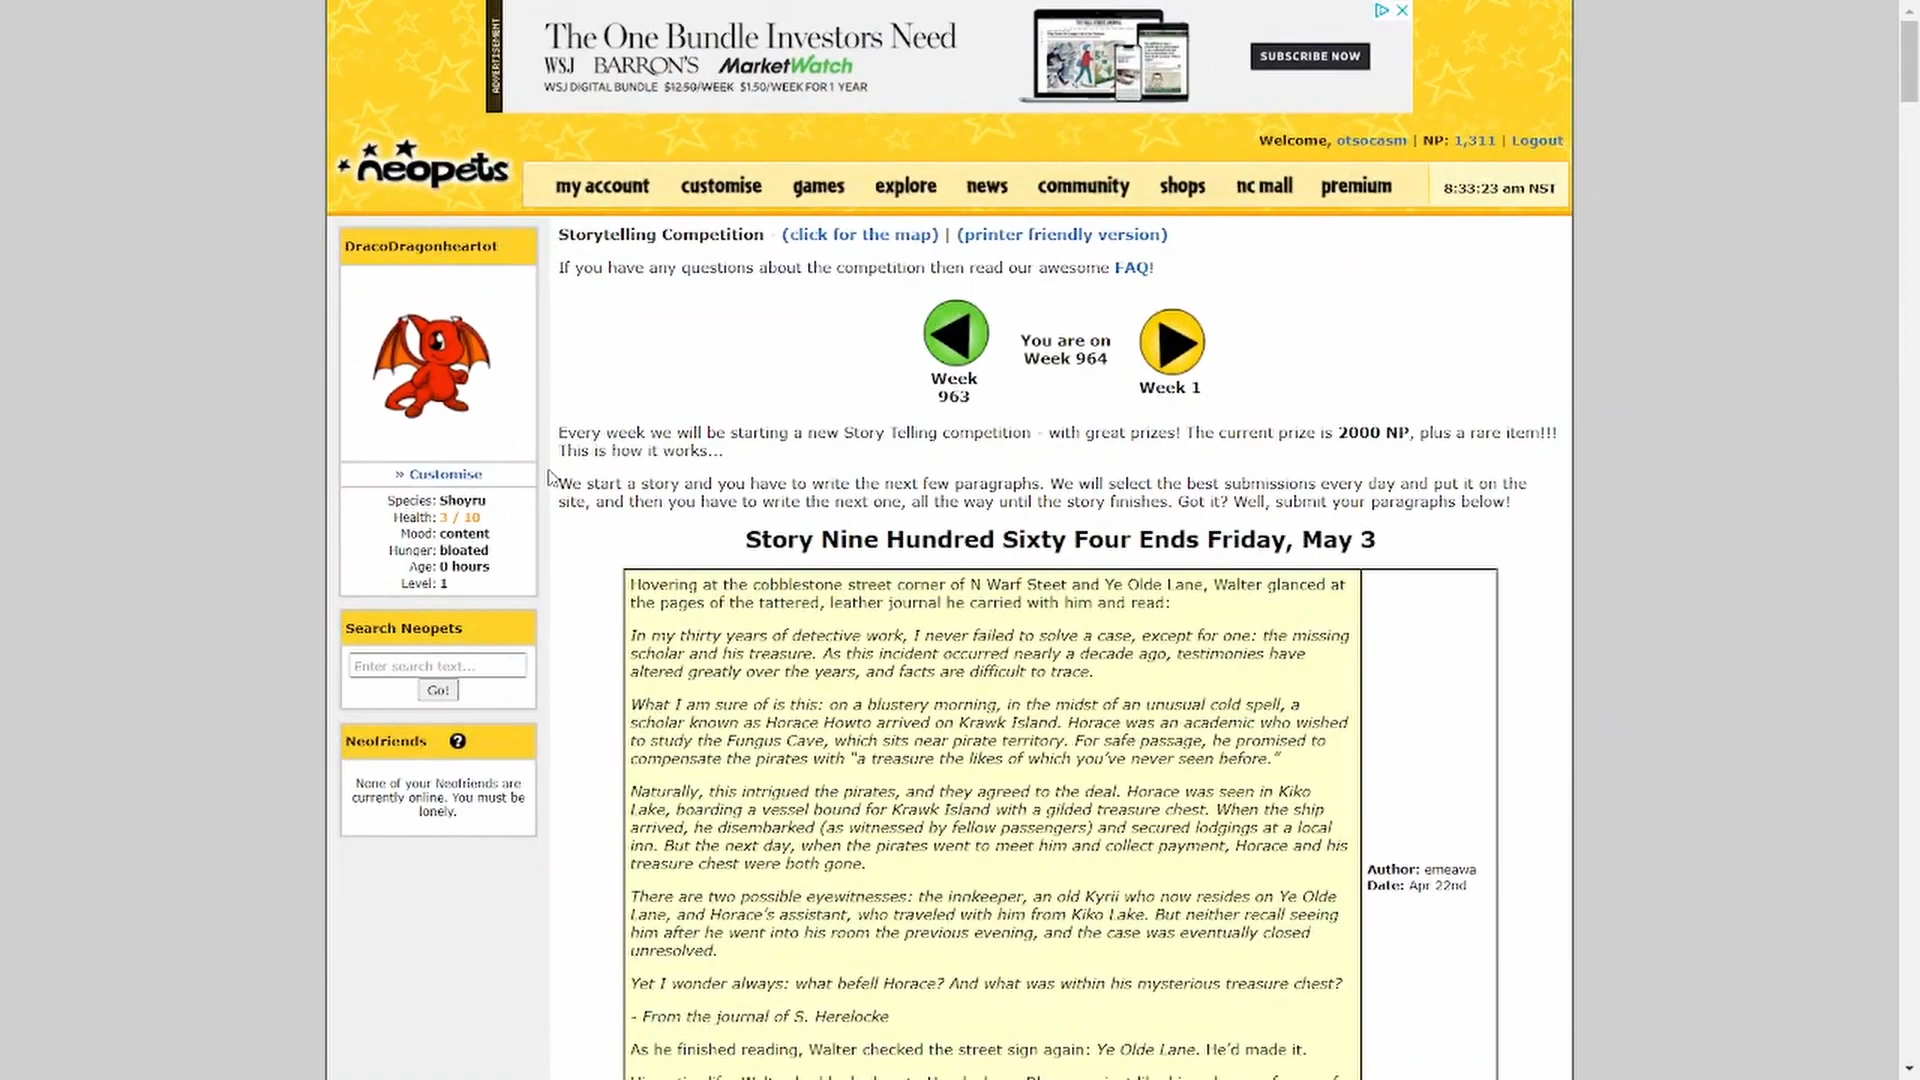 ADVERTISEMENT
The One Bundle Investors Need
WSJ BARRON'S MarketWatch
WSJ DIGITAL BUNDLE $12.50/WEEK $1.50/WEEK FOR 1 YEAR
SUBSCRIBE NOW
Welcome, otsocasm | NP: 1,311 | Logout
neopets
my account customise games explore news community shops nc mall premium 8:33:23 am NST
DracoDragonheartot
» Customise
Species: Shoyru
Health: 3 / 10
Mood: content
Hunger: bloated
Age: 0 hours
Level: 1
Search Neopets
Enter search text...
Go!
Neofriends ?
None of your Neofriends are
currently online. You must be
lonely.
Storytelling Competition - (click for the map) | (printer friendly version)
If you have any questions about the competition then read our awesome FAQ!
Week
963
You are on
Week 964
Week 1
Every week we will be starting a new Story Telling competition - with great prizes! The current prize is 2000 NP, plus a rare item!!!
This is how it works...
We start a story and you have to write the next few paragraphs. We will select the best submissions every day and put it on the
site, and then you have to write the next one, all the way until the story finishes. Got it? Well, submit your paragraphs below!
Story Nine Hundred Sixty Four Ends Friday, May 3
Hovering at the cobblestone street corner of N Warf Steet and Ye Olde Lane, Walter glanced at
the pages of the tattered, leather journal he carried with him and read:
In my thirty years of detective work, I never failed to solve a case, except for one: the missing
scholar and his treasure. As this incident occurred nearly a decade ago, testimonies have
altered greatly over the years, and facts are difficult to trace.
What I am sure of is this: on a blustery morning, in the midst of an unusual cold spell, a
scholar known as Horace Howto arrived on Krawk Island. Horace was an academic who wished
to study the Fungus Cave, which sits near pirate territory. For safe passage, he promised to
compensate the pirates with "a treasure the likes of which you've never seen before."
Naturally, this intrigued the pirates, and they agreed to the deal. Horace was seen in Kiko
Lake, boarding a vessel bound for Krawk Island with a gilded treasure chest. When the ship
arrived, he disembarked (as witnessed by fellow passengers) and secured lodgings at a local
inn. But the next day, when the pirates went to meet him and collect payment, Horace and his
treasure chest were both gone.
There are two possible eyewitnesses: the innkeeper, an old Kyrii who now resides on Ye Olde
Lane, and Horace's assistant, who traveled with him from Kiko Lake. But neither recall seeing
him after he went into his room the previous evening, and the case was eventually closed
unresolved.
Yet I wonder always: what befell Horace? And what was within his mysterious treasure chest?
- From the journal of S. Herelocke
As he finished reading, Walter checked the street sign again: Ye Olde Lane. He'd made it.
Author: emeawa
Date: Apr 22nd